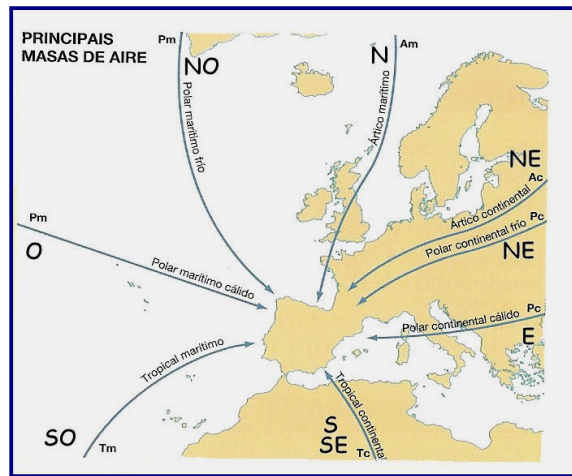 PRINCIPAIS
MASAS DE AIRE
Pm
NO
Polar marítimo frío
N
Am
Ártico marítimo
NE
Ac
Ártico continental
Pc
Polar continental frío
NE
Pm
O
Polar marítimo cálido
Pc
Polar continental cálido
E
Tropical marítimo
SO
Tm
S
SE
Tropical continental
Tc